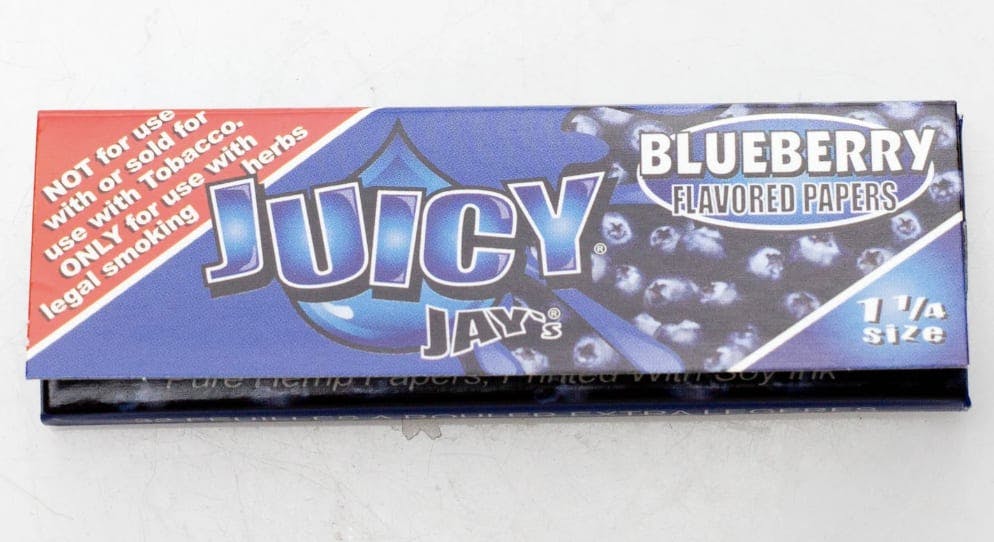 NOT for use
with or sold for
use with Tobacco.
ONLY for use with
legal smoking herbs
JUICY®
JAY's®
BLUEBERRY
FLAVORED PAPERS
1 1/4
size
Pure Hemp Papers, Printed With Soy Ink